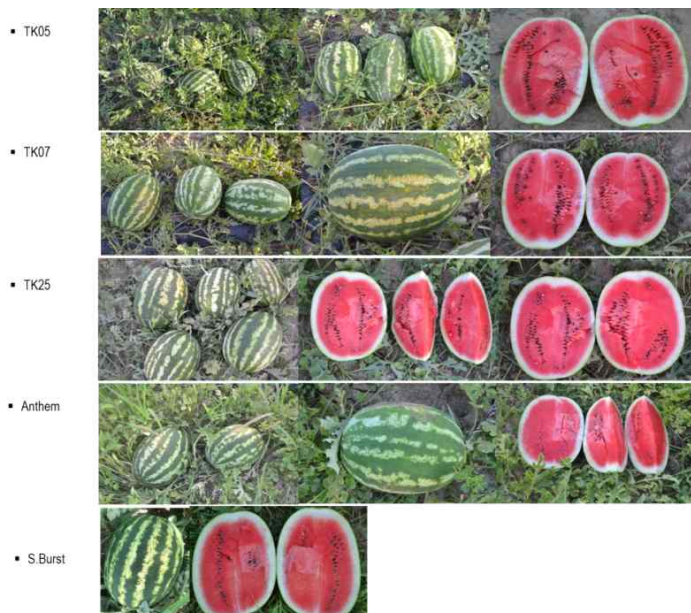 ▪ TK05
▪ TK07
▪ TK25
▪ Anthem
▪ S.Burst